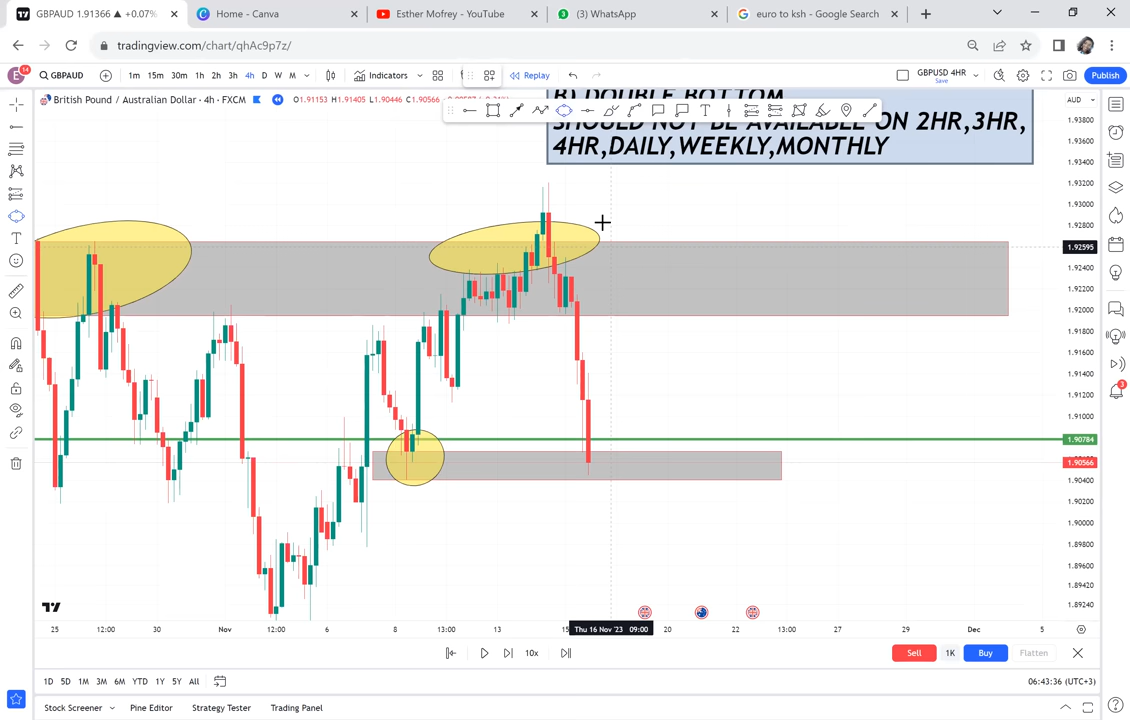 GBPAUD 1.91366 ▲ +0.07%
Home - Canva
Esther Mofrey - YouTube
(3) WhatsApp
euro to ksh - Google Search
tradingview.com/chart/qhAc9p7z/
E 14
GBPAUD
1m 15m 30m 1h 2h 3h 4h D W M
Indicators
Replay
GBPUSD 4HR
Save
Publish
British Pound / Australian Dollar · 4h · FXCM
O1.91153 H1.91405 L1.90446 C1.90566
B) DOUBLE BOTTOM
SHOULD NOT BE AVAILABLE ON 2HR,3HR,
4HR,DAILY,WEEKLY,MONTHLY
AUD
1.93800
1.93600
1.93400
1.93200
1.93000
1.92800
1.92595
1.92400
1.92200
1.92000
1.91800
1.91600
1.91400
1.91200
1.91000
1.90784
1.90566
1.90400
1.90200
1.90000
1.89800
1.89600
1.89420
1.89240
3
25 12:00 30 Nov 12:00 6 8 13:00 13 15 Thu 16 Nov '23 09:00 20 22 13:00 27 29 Dec 5
10x
Sell 1K Buy Flatten
1D 5D 1M 3M 6M YTD 1Y 5Y All
06:43:36 (UTC+3)
Stock Screener
Pine Editor
Strategy Tester
Trading Panel